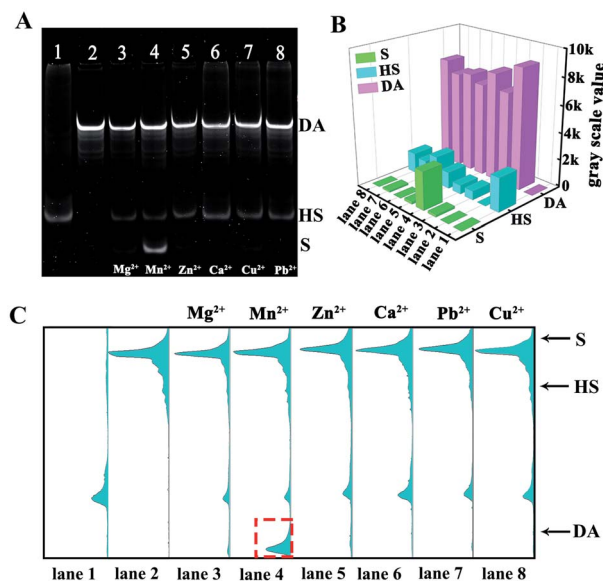 A
1 2 3 4 5 6 7 8
DA
HS
S
Mg²⁺ Mn²⁺ Zn²⁺ Ca²⁺ Cu²⁺ Pb²⁺
B
S
HS
DA
10k
8k
6k
4k
2k
0
gray scale value
lane 8
lane 7
lane 6
lane 5
lane 4
lane 3
lane 2
lane 1
S
HS
DA
C
Mg²⁺ Mn²⁺ Zn²⁺ Ca²⁺ Pb²⁺ Cu²⁺
S
HS
DA
lane 1 lane 2 lane 3 lane 4 lane 5 lane 6 lane 7 lane 8